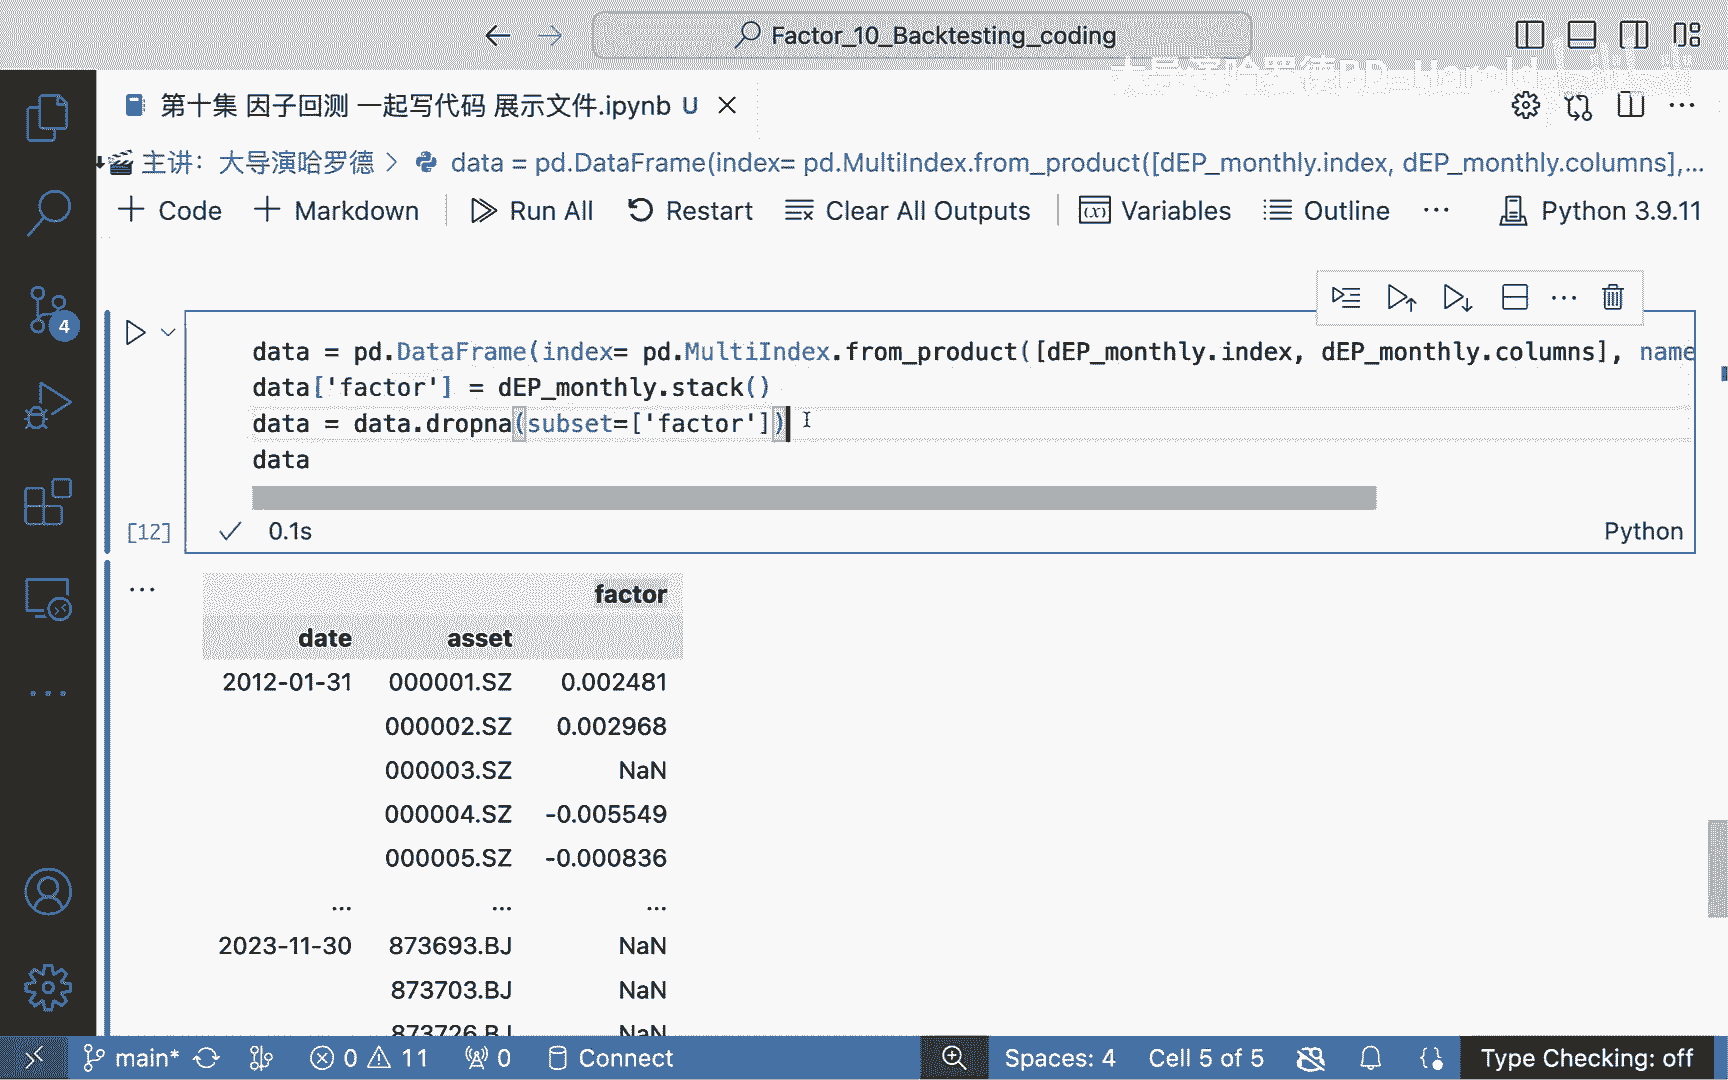 Factor_10_Backtesting_coding
第十集 因子回测 一起写代码 展示文件.ipynb U
主讲：大导演哈罗德 > data = pd.DataFrame(index= pd.MultiIndex.from_product([dEP_monthly.index, dEP_monthly.columns],...
+ Code + Markdown Run All Restart Clear All Outputs Variables Outline ... Python 3.9.11
data = pd.DataFrame(index= pd.MultiIndex.from_product([dEP_monthly.index, dEP_monthly.columns], name
data['factor'] = dEP_monthly.stack()
data = data.dropna(subset=['factor'])
data
[12] 0.1s Python
factor
date asset
2012-01-31 000001.SZ 0.002481
000002.SZ 0.002968
000003.SZ NaN
000004.SZ -0.005549
000005.SZ -0.000836
... ... ...
2023-11-30 873693.BJ NaN
873703.BJ NaN
873726.BJ NaN
4
main* 0 11 0 Connect Spaces: 4 Cell 5 of 5 Type Checking: off